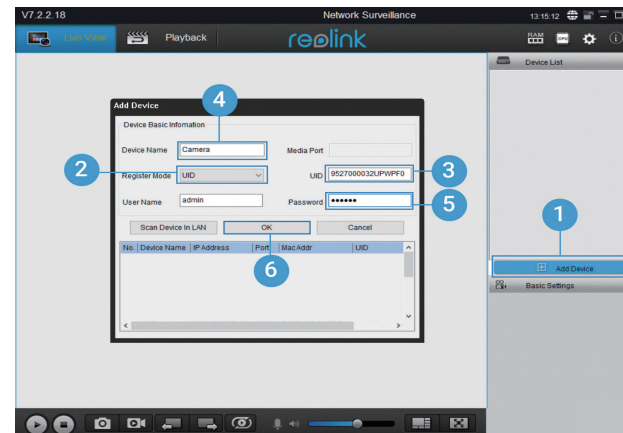 V7.2.2.18 Network Surveillance 13:15:12
Live View Playback reolink RAM CPU
Device List
Add Device
4
Device Basic Infomation
Device Name Camera Media Port
2 Register Mode UID UID 9527000032UPWPF0 3
User Name admin Password •••••• 5
Scan Device In LAN OK Cancel
1
No. Device Name IP Address Port Mac Addr UID
6
Add Device
Basic Settings